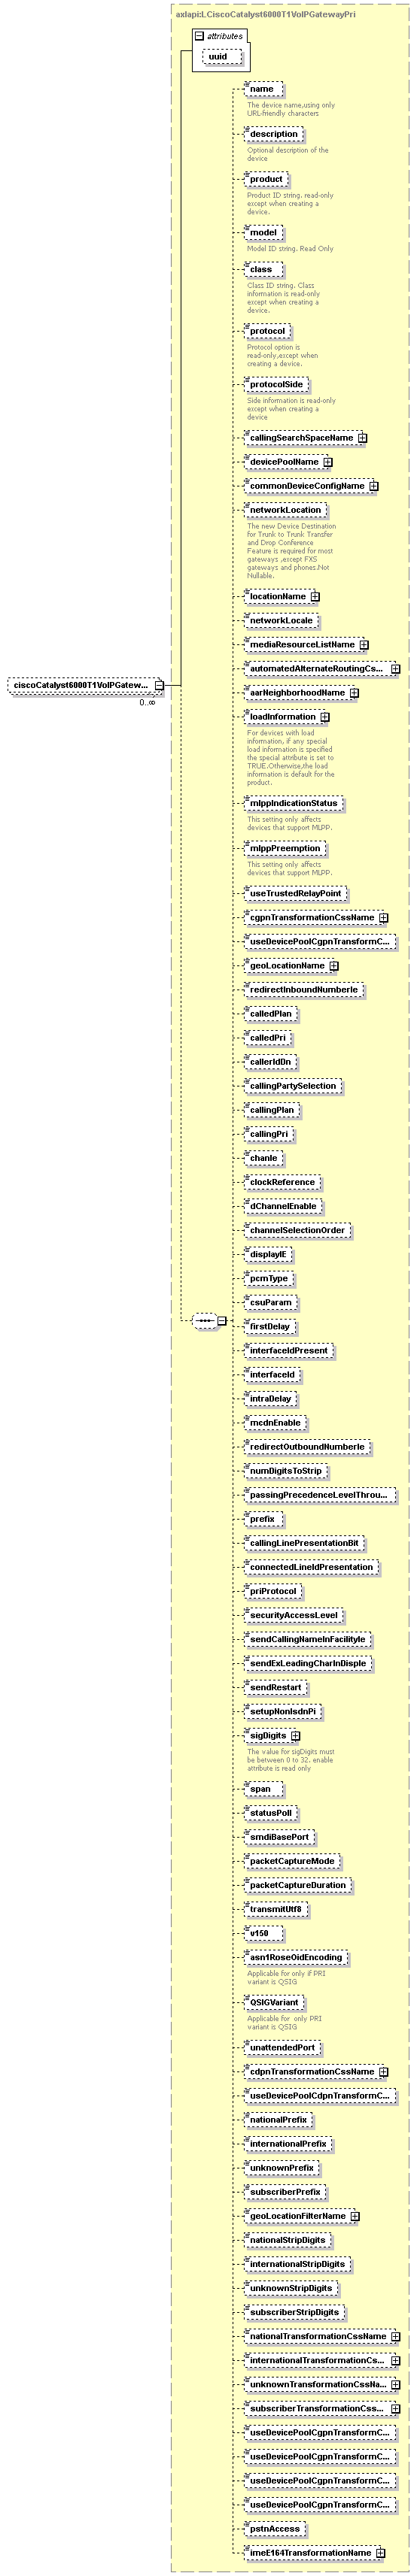 axlapi:LCiscoCatalyst6000T1VoIPGatewayPri
attributes
uuid
name
The device name,using only
URL-friendly characters
description
Optional description of the
device
product
Product ID string. read-only
except when creating a
device.
model
Model ID string. Read Only
class
Class ID string. Class
information is read-only
except when creating a
device.
protocol
Protocol option is
read-only,except when
creating a device.
protocolSide
Side information is read-only
except when creating a
device
callingSearchSpaceName
devicePoolName
commonDeviceConfigName
networkLocation
The new Device Destination
for Trunk to Trunk Transfer
and Drop Conference
Feature is required for most
gateways ,except FXS
gateways and phones.Not
Nullable.
locationName
networkLocale
mediaResourceListName
automatedAlternateRoutingCs...
ciscoCatalyst6000T1VoIPGatew...
0..∞
aarNeighborhoodName
loadInformation
For devices with load
information, if any special
load information is specified
the special attribute is set to
TRUE.Otherwise,the load
information is default for the
product.
mlppIndicationStatus
This setting only affects
devices that support MLPP.
mlppPreemption
This setting only affects
devices that support MLPP.
useTrustedRelayPoint
cgpnTransformationCssName
useDevicePoolCgpnTransformC...
geoLocationName
redirectInboundNumberIe
calledPlan
calledPri
callerIdDn
callingPartySelection
callingPlan
callingPri
chanIe
clockReference
dChannelEnable
channelSelectionOrder
displayIE
pcmType
csuParam
firstDelay
interfaceIdPresent
interfaceId
intraDelay
mcdnEnable
redirectOutboundNumberIe
numDigitsToStrip
passingPrecedenceLevelThrou...
prefix
callingLinePresentationBit
connectedLineIdPresentation
priProtocol
securityAccessLevel
sendCallingNameInFacilityIe
sendExLeadingCharInDispIe
sendRestart
setupNonIsdnPi
sigDigits
The value for sigDigits must
be between 0 to 32. enable
attribute is read only
span
statusPoll
smdiBasePort
packetCaptureMode
packetCaptureDuration
transmitUtf8
v150
asn1RoseOidEncoding
Applicable for only if PRI
variant is QSIG
QSIGVariant
Applicable for only PRI
variant is QSIG
unattendedPort
cdpnTransformationCssName
useDevicePoolCdpnTransformC...
nationalPrefix
internationalPrefix
unknownPrefix
subscriberPrefix
geoLocationFilterName
nationalStripDigits
internationalStripDigits
unknownStripDigits
subscriberStripDigits
nationalTransformationCssName
internationalTransformationCs...
unknownTransformationCssNa...
subscriberTransformationCss...
useDevicePoolCgpnTransformC...
useDevicePoolCgpnTransformC...
useDevicePoolCgpnTransformC...
useDevicePoolCgpnTransformC...
pstnAccess
imeE164TransformationName